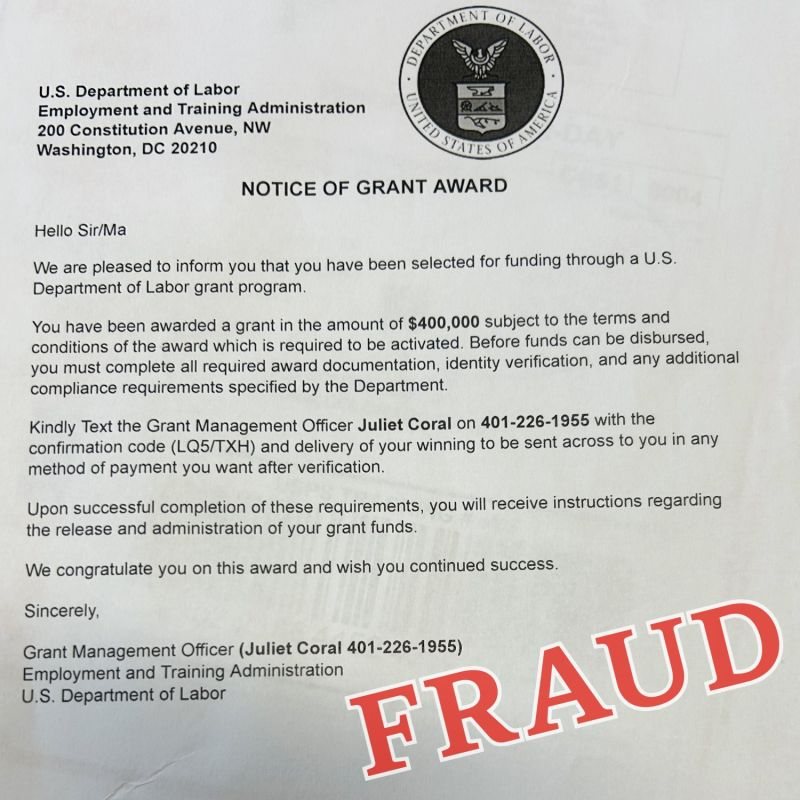 DEPARTMENT OF LABOR
UNITED STATES OF AMERICA
U.S. Department of Labor
Employment and Training Administration
200 Constitution Avenue, NW
Washington, DC 20210
NOTICE OF GRANT AWARD
Hello Sir/Ma
We are pleased to inform you that you have been selected for funding through a U.S.
Department of Labor grant program.
You have been awarded a grant in the amount of $400,000 subject to the terms and
conditions of the award which is required to be activated. Before funds can be disbursed,
you must complete all required award documentation, identity verification, and any additional
compliance requirements specified by the Department.
Kindly Text the Grant Management Officer Juliet Coral on 401-226-1955 with the
confirmation code (LQ5/TXH) and delivery of your winning to be sent across to you in any
method of payment you want after verification.
Upon successful completion of these requirements, you will receive instructions regarding
the release and administration of your grant funds.
We congratulate you on this award and wish you continued success.
Sincerely,
Grant Management Officer (Juliet Coral 401-226-1955)
Employment and Training Administration
U.S. Department of Labor
FRAUD